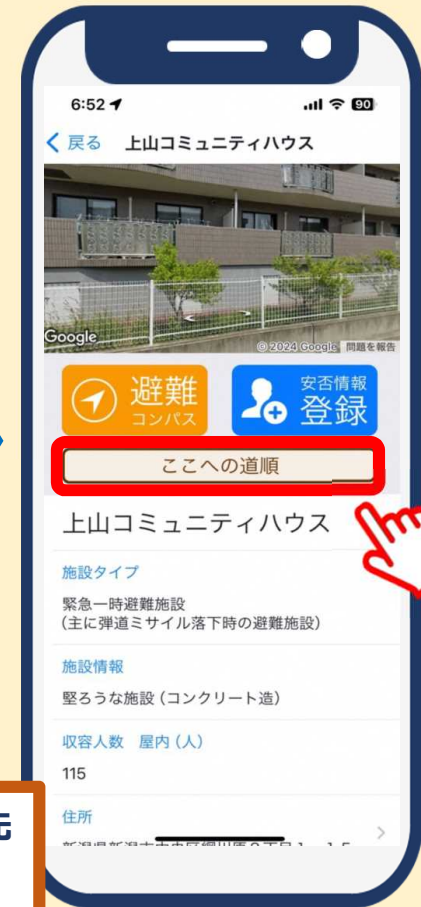 6:52
90
戻る 上山コミュニティハウス
Google
© 2024 Google 問題を報告
避難
コンパス
安否情報
登録
ここへの道順
上山コミュニティハウス
施設タイプ
緊急一時避難施設
(主に弾道ミサイル落下時の避難施設)
施設情報
堅ろうな施設(コンクリート造)
収容人数 屋内(人)
115
住所
先